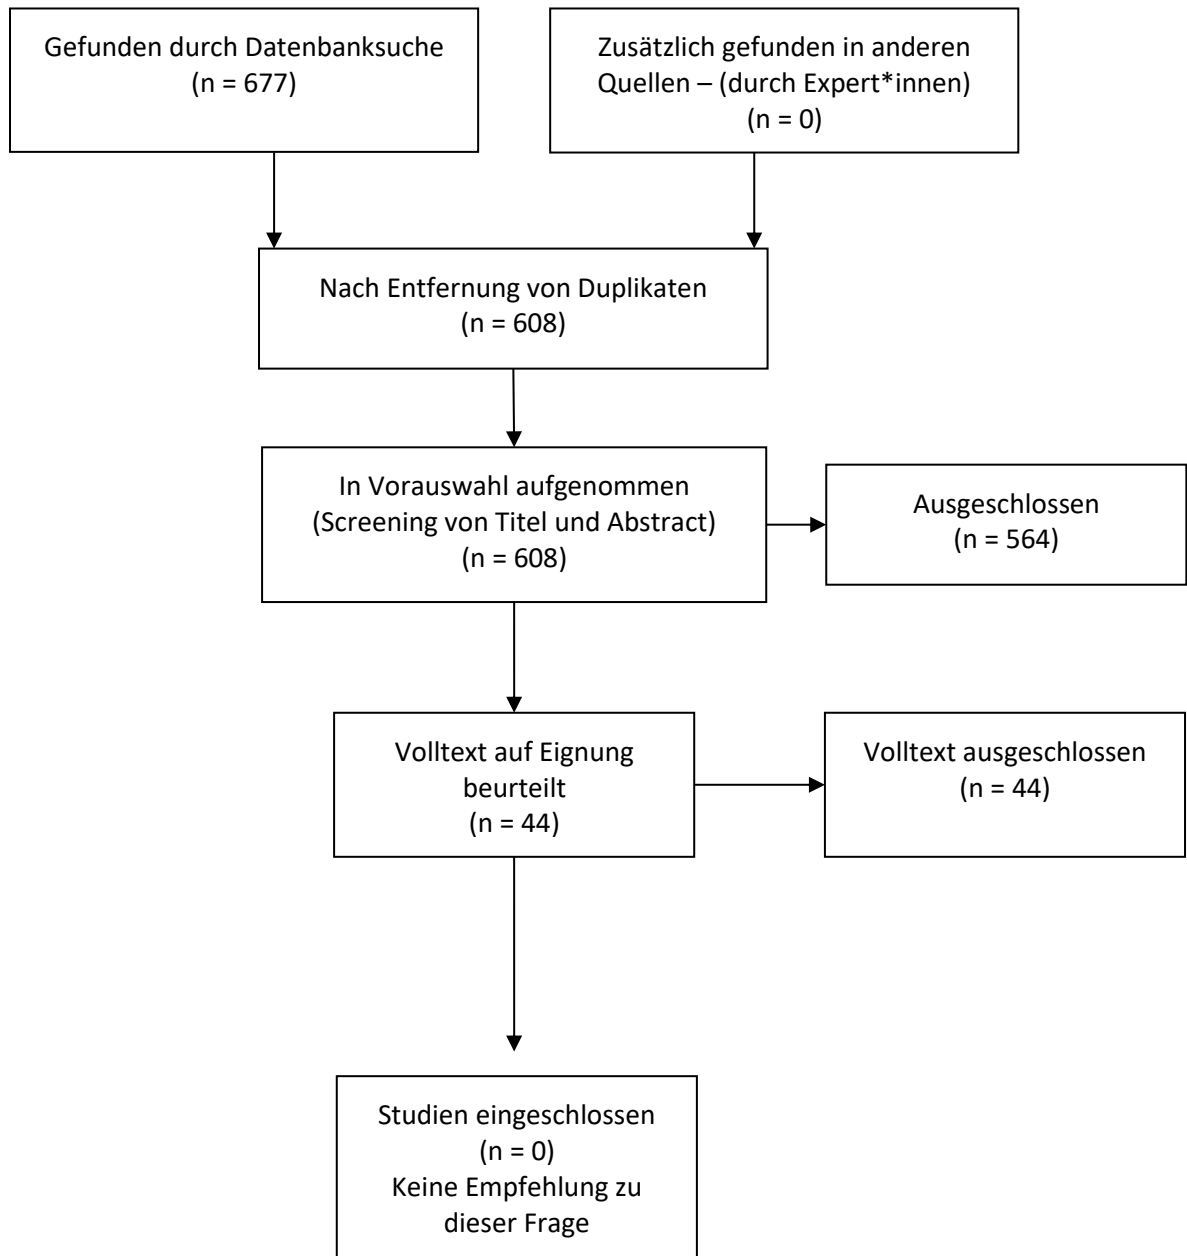 Gefunden durch Datenbanksuche
(n = 677)
Zusätzlich gefunden in anderen
Quellen – (durch Expert*innen)
(n = 0)
Nach Entfernung von Duplikaten
(n = 608)
In Vorauswahl aufgenommen
(Screening von Titel und Abstract)
(n = 608)
Ausgeschlossen
(n = 564)
Volltext auf Eignung
beurteilt
(n = 44)
Volltext ausgeschlossen
(n = 44)
Studien eingeschlossen
(n = 0)
Keine Empfehlung zu
dieser Frage